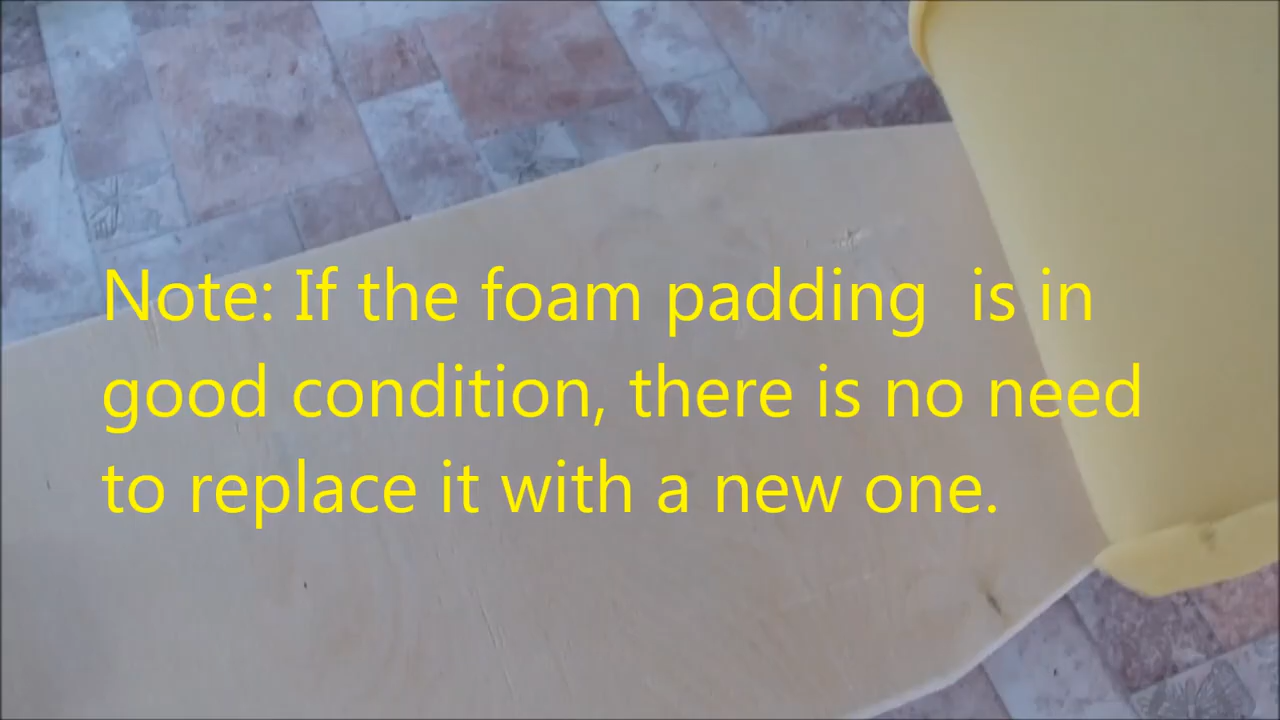 Note: If the foam padding  is in
good condition, there is no need
to replace it with a new one.